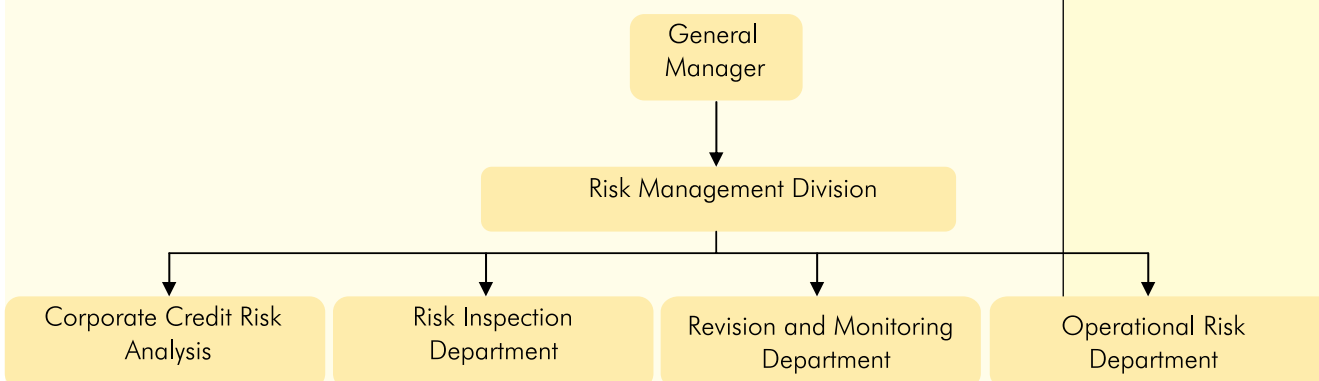 General
Manager
Risk Management Division
Corporate Credit Risk
Analysis
Risk Inspection
Department
Revision and Monitoring
Department
Operational Risk
Department